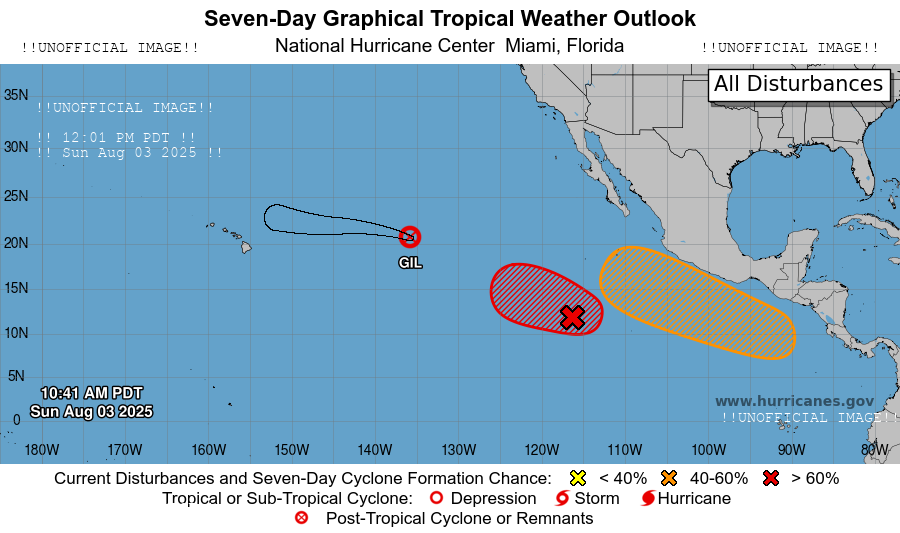 Seven-Day Graphical Tropical Weather Outlook
!!UNOFFICIAL IMAGE!! National Hurricane Center Miami, Florida !!UNOFFICIAL IMAGE!!
All Disturbances
35N
!!UNOFFICIAL IMAGE!!
!! 12:01 PM PDT !!
30N
!! Sun Aug 03 2025 !!
25N
20N
GIL
15N
10N
5N
10:41 AM PDT
Sun Aug 03 2025
www.hurricanes.gov
!!UNOFFICIAL IMAGE!!
0
180W 170W 160W 150W 140W 130W 120W 110W 100W 90W 80W
Current Disturbances and Seven-Day Cyclone Formation Chance: < 40% 40-60% > 60%
Tropical or Sub-Tropical Cyclone: Depression Storm Hurricane
Post-Tropical Cyclone or Remnants